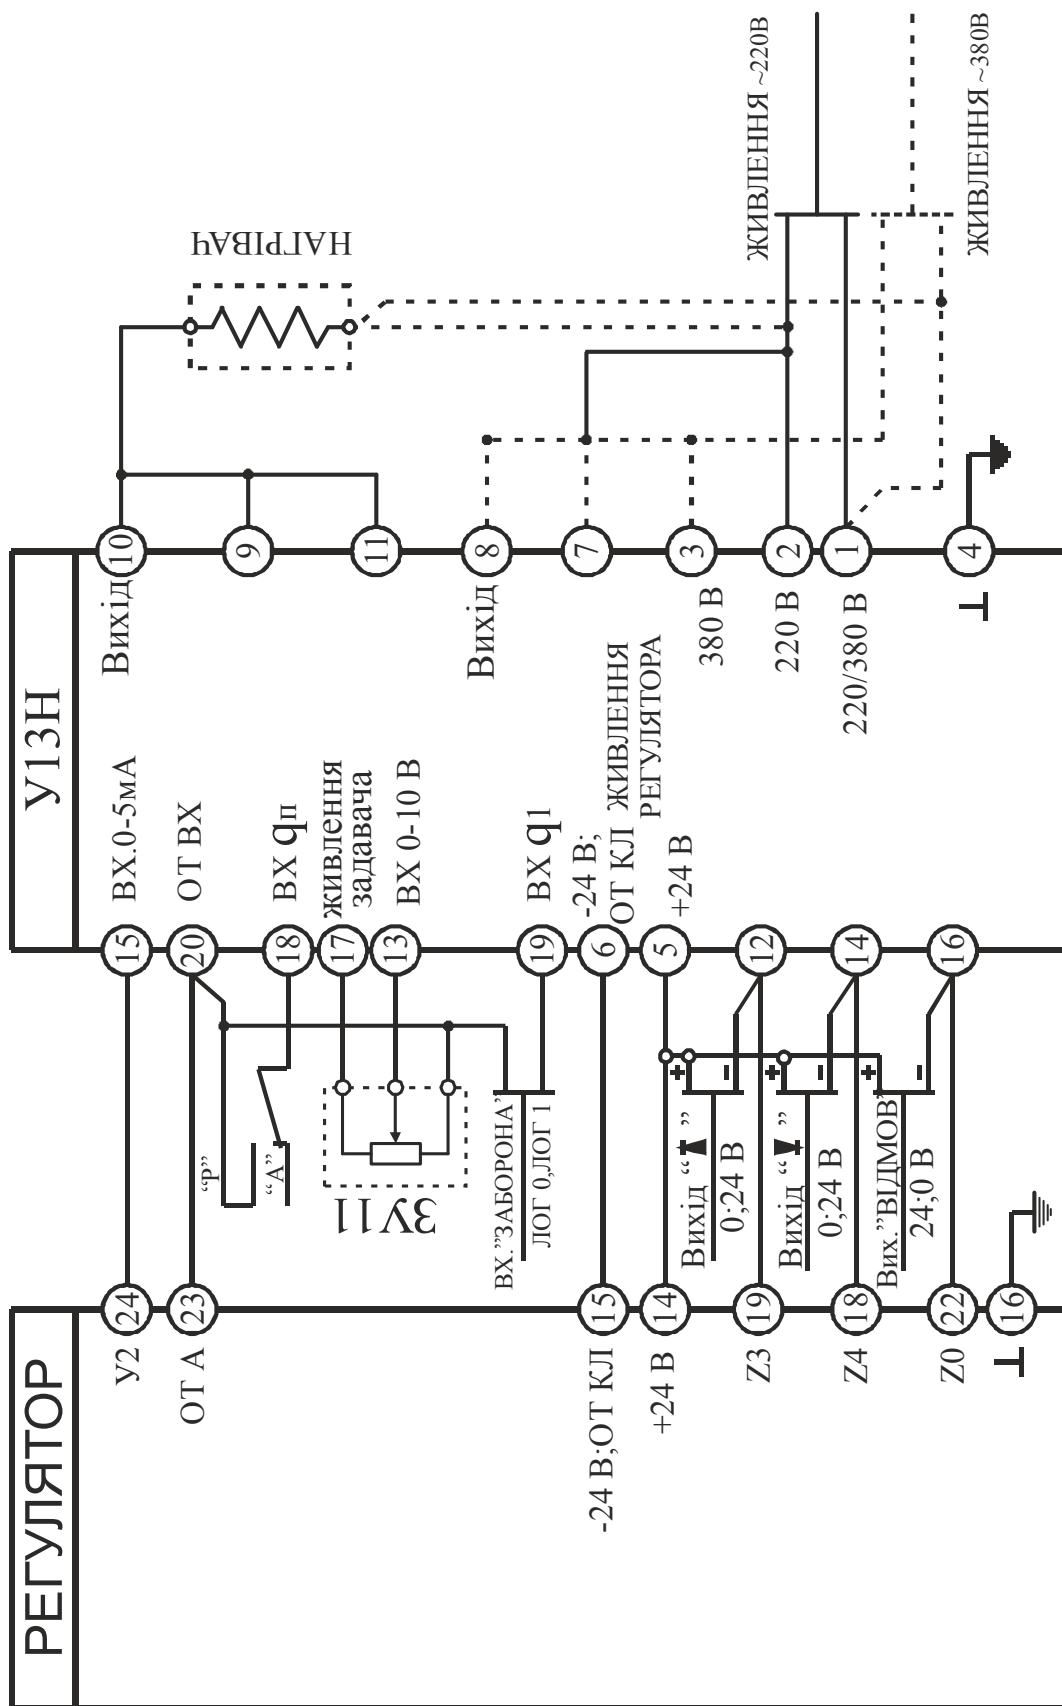 РЕГУЛЯТОР
У2
24
ОТ А
23
-24 В;ОТ КЛ
15
+24 В
14
Z3
19
Z4
18
Z0
22
16
“Р”
“А”
ЗУ11
ВХ.”ЗАБОРОНА”
ЛОГ 0,ЛОГ 1
Вихід “ ”
0;24 В
Вихід “ ”
0;24 В
Вих.”ВІДМОВ”
24;0 В
У13Н
15
ВХ.0-5мА
20
ОТ ВХ
18
ВХ qп
17
живлення
задавача
13
ВХ 0-10 В
19
ВХ q1
6
-24 В;
ОТ КЛ
ЖИВЛЕННЯ
РЕГУЛЯТОРА
5
+24 В
12
14
16
Вихід
10
9
11
Вихід
8
7
380 В
3
220 В
2
220/380 В
1
4
НАГРІВАЧ
ЖИВЛЕННЯ ~220В
ЖИВЛЕННЯ ~380В